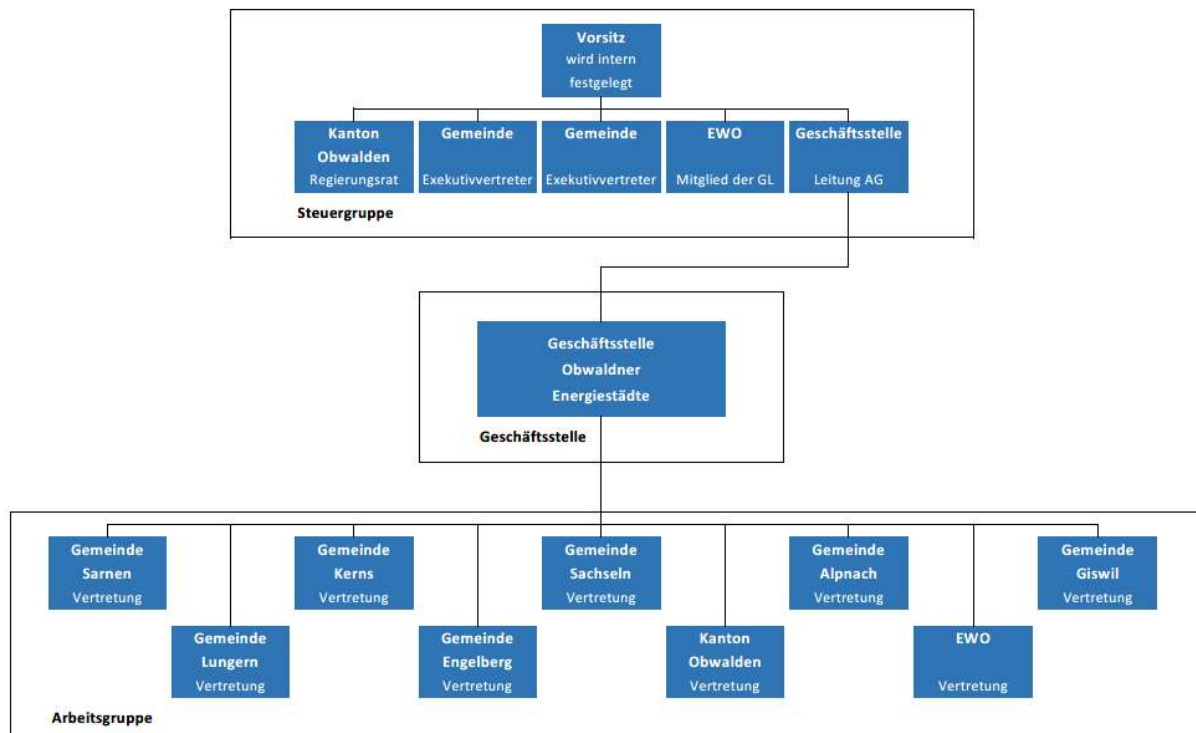 Vorsitz
wird intern
festgelegt
Kanton
Obwalden
Regierungsrat
Gemeinde
Exekutivvertreter
Gemeinde
Exekutivvertreter
EWO
Mitglied der GL
Geschäftsstelle
Leitung AG
Steuergruppe
Geschäftsstelle
Obwaldner
Energiestädte
Geschäftsstelle
Gemeinde
Sarnen
Vertretung
Gemeinde
Kerns
Vertretung
Gemeinde
Sachseln
Vertretung
Gemeinde
Alpnach
Vertretung
Gemeinde
Giswil
Vertretung
Gemeinde
Lungern
Vertretung
Gemeinde
Engelberg
Vertretung
Kanton
Obwalden
Vertretung
EWO
Vertretung
Arbeitsgruppe